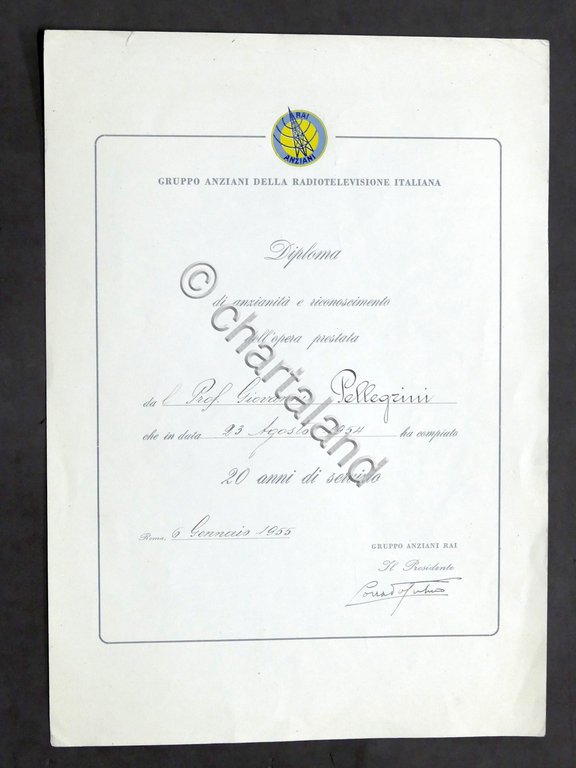 RAI
ANZIANI
GRUPPO ANZIANI DELLA RADIOTELEVISIONE ITALIANA
Diploma
di anzianità e riconoscimento
dell'opera prestata
da l Prof. Giovanni Pellegrini
che in data 23 Agosto 1954 ha compiuto
20 anni di servizio
Roma, 6 Gennaio 1955
GRUPPO ANZIANI RAI
Il Presidente
© chartaland